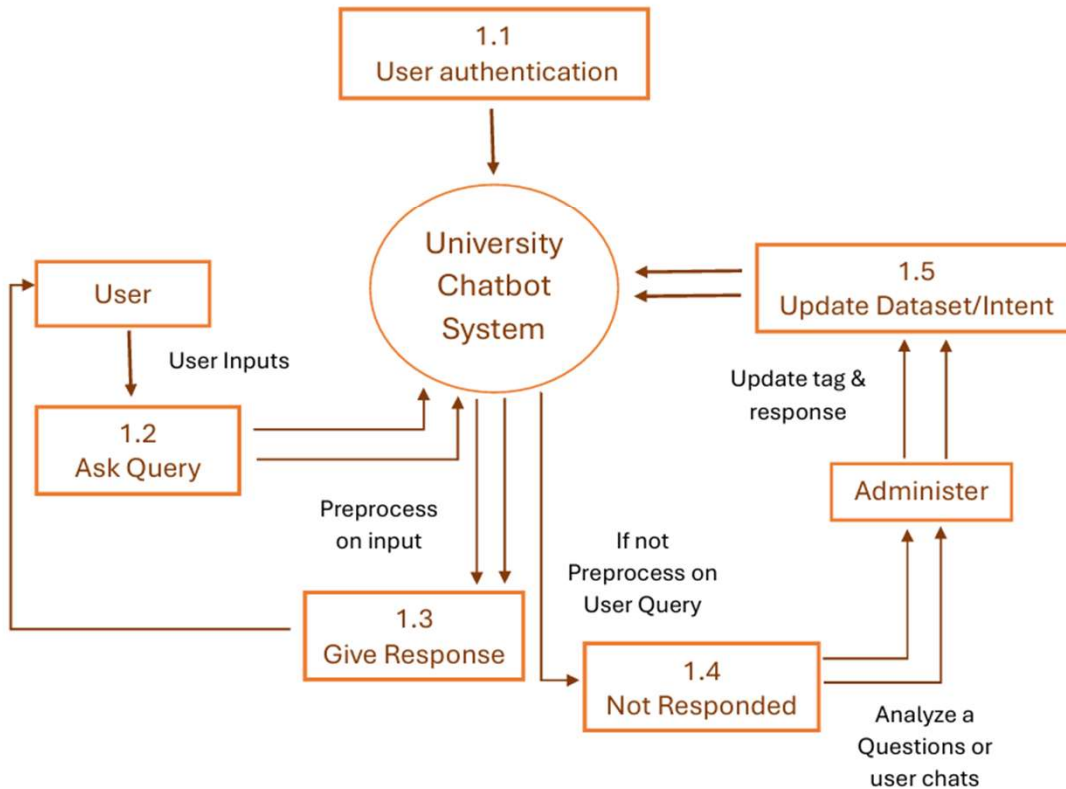 1.1
User authentication
University
Chatbot
System
User
User Inputs
1.2
Ask Query
1.5
Update Dataset/Intent
Update tag &
response
Administer
Preprocess
on input
If not
Preprocess on
User Query
1.3
Give Response
1.4
Not Responded
Analyze a
Questions or
user chats